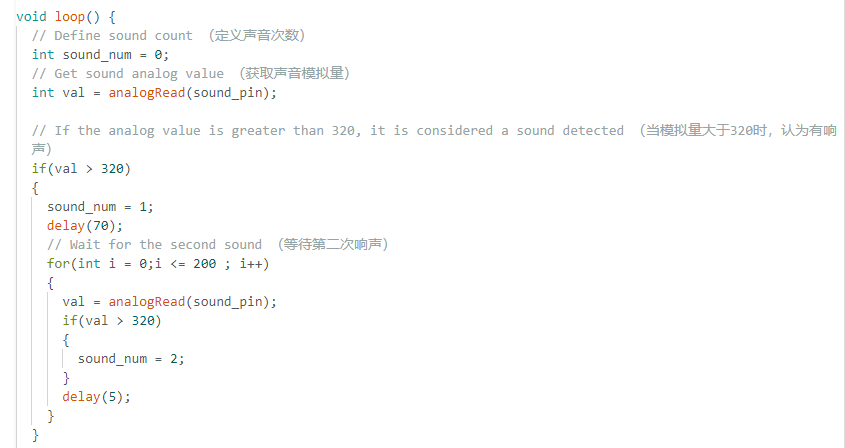 void loop() {
// Define sound count （定义声音次数）
int sound_num = 0;
// Get sound analog value （获取声音模拟量）
int val = analogRead(sound_pin);
// If the analog value is greater than 320, it is considered a sound detected （当模拟量大于320时，认为有响
声）
if(val > 320)
{
sound_num = 1;
delay(70);
// Wait for the second sound （等待第二次响声）
for(int i = 0;i <= 200 ; i++)
{
val = analogRead(sound_pin);
if(val > 320)
{
sound_num = 2;
}
delay(5);
}
}